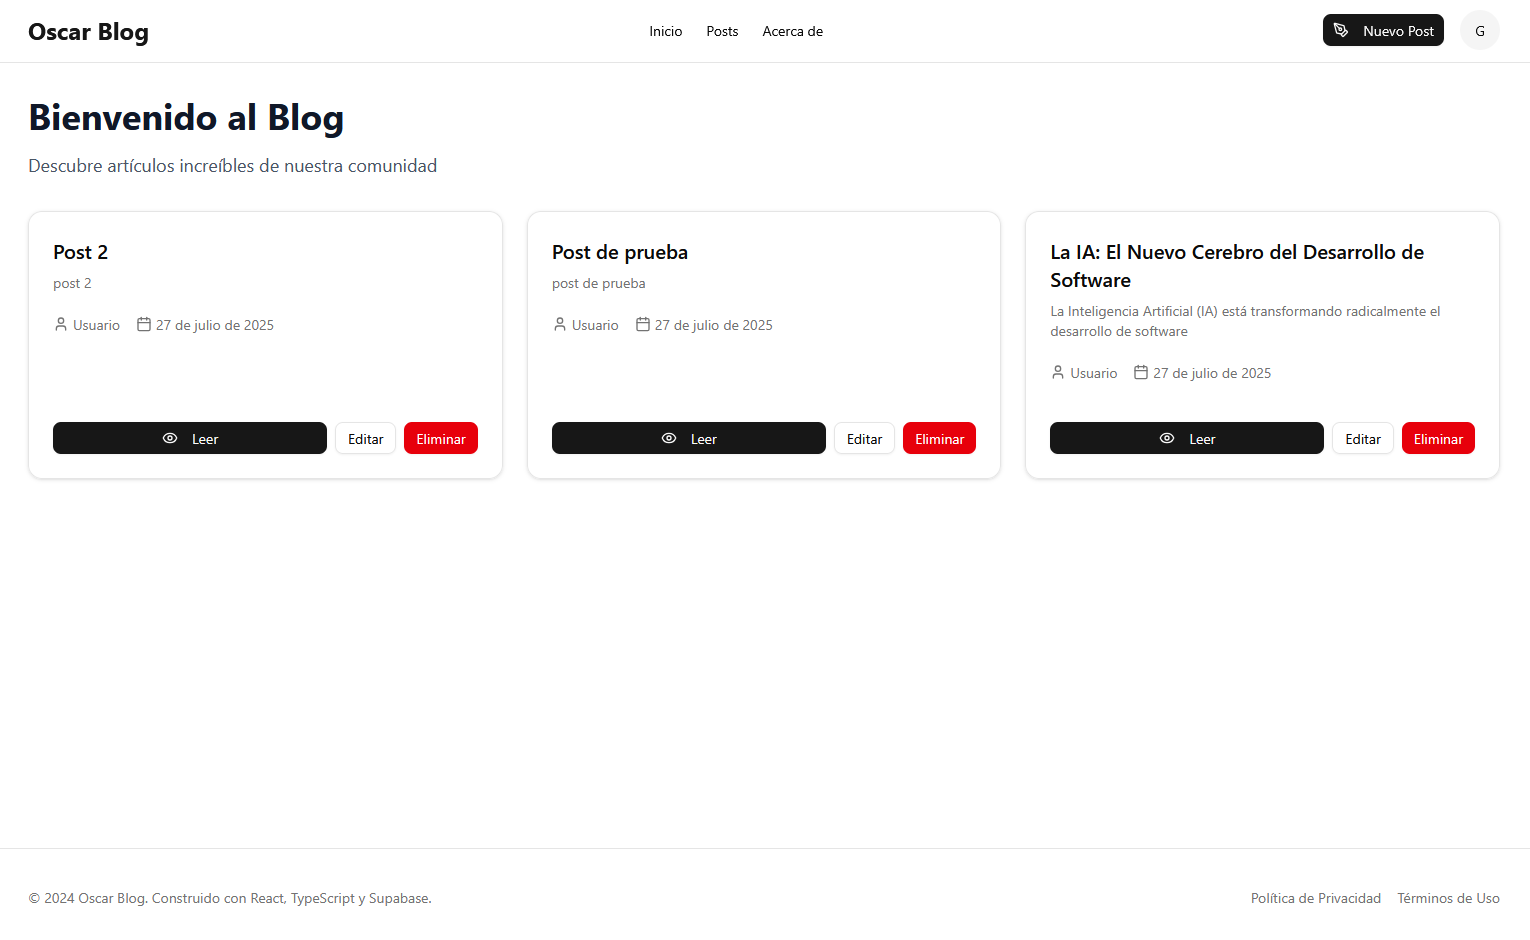 Oscar Blog
Inicio
Posts
Acerca de
Nuevo Post
G
Bienvenido al Blog
Descubre artículos increíbles de nuestra comunidad
Post 2
post 2
Usuario
27 de julio de 2025
Leer
Editar
Eliminar
Post de prueba
post de prueba
Usuario
27 de julio de 2025
Leer
Editar
Eliminar
La IA: El Nuevo Cerebro del Desarrollo de
Software
La Inteligencia Artificial (IA) está transformando radicalmente el
desarrollo de software
Usuario
27 de julio de 2025
Leer
Editar
Eliminar
© 2024 Oscar Blog. Construido con React, TypeScript y Supabase.
Política de Privacidad
Términos de Uso